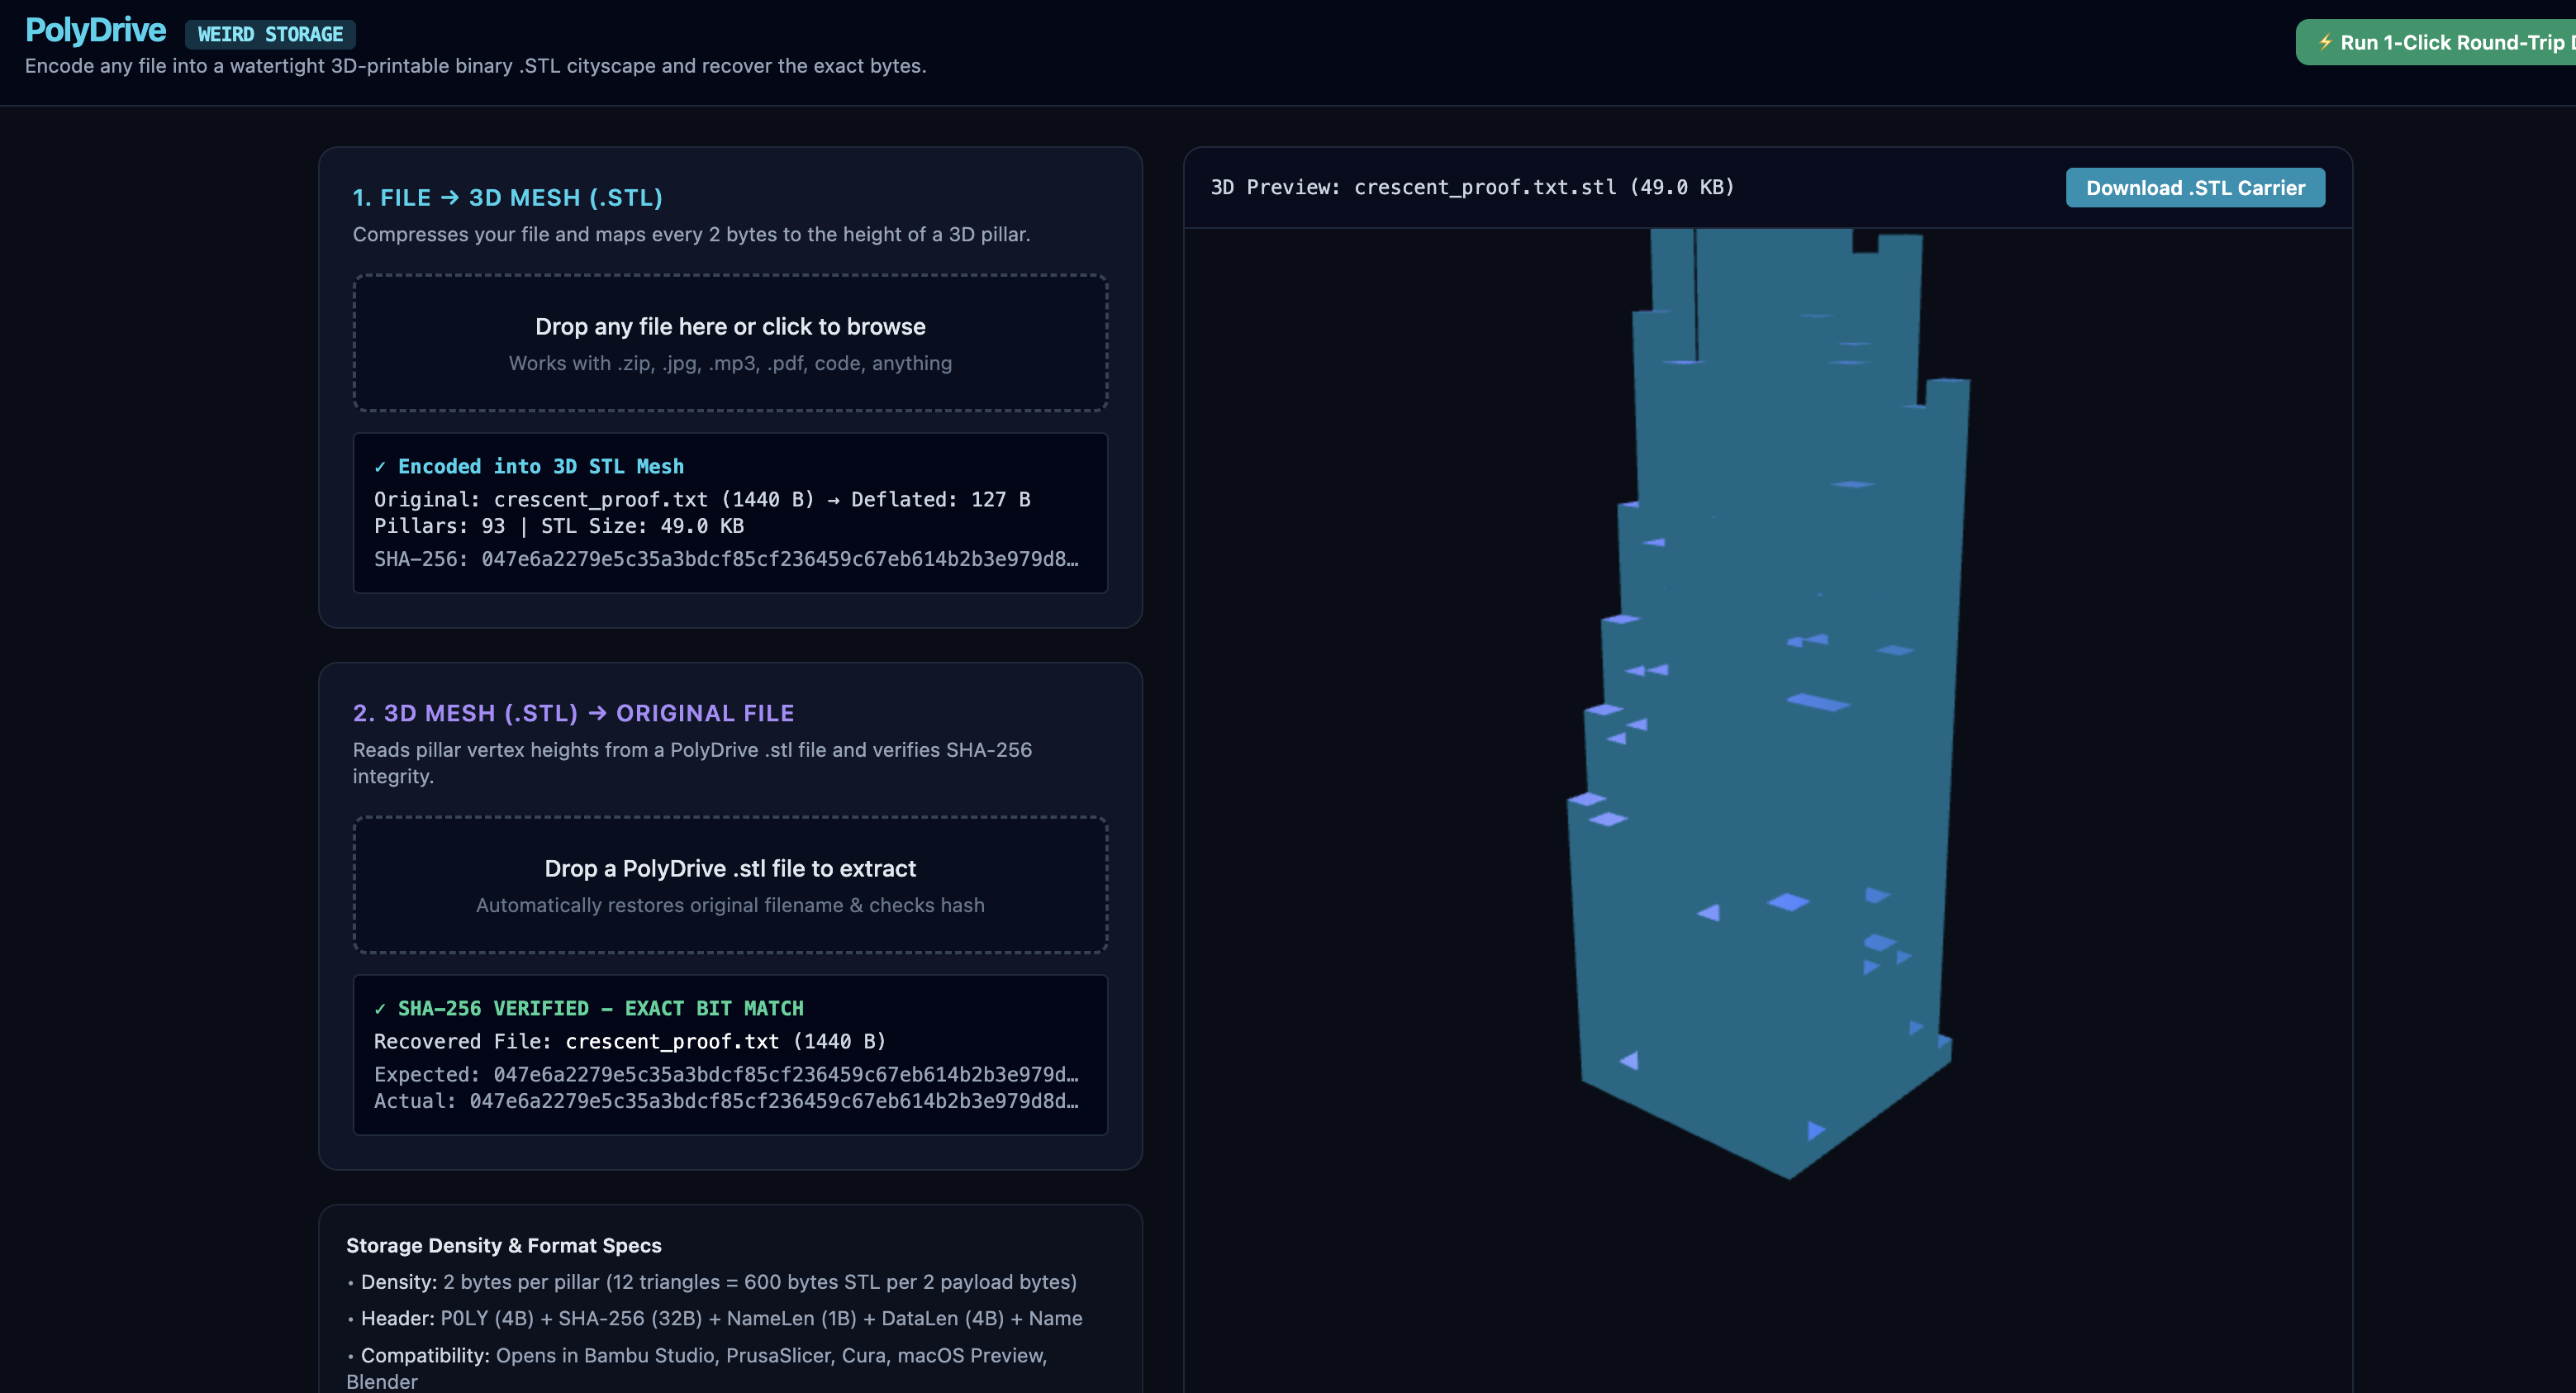 PolyDrive WEIRD STORAGE
Encode any file into a watertight 3D-printable binary .STL cityscape and recover the exact bytes.
⚡ Run 1-Click Round-Trip
1. FILE → 3D MESH (.STL)
Compresses your file and maps every 2 bytes to the height of a 3D pillar.
Drop any file here or click to browse
Works with .zip, .jpg, .mp3, .pdf, code, anything
✓ Encoded into 3D STL Mesh
Original: crescent_proof.txt (1440 B) → Deflated: 127 B
Pillars: 93 | STL Size: 49.0 KB
SHA-256: 047e6a2279e5c35a3bdcf85cf236459c67eb614b2b3e979d8…
2. 3D MESH (.STL) → ORIGINAL FILE
Reads pillar vertex heights from a PolyDrive .stl file and verifies SHA-256
integrity.
Drop a PolyDrive .stl file to extract
Automatically restores original filename & checks hash
✓ SHA-256 VERIFIED — EXACT BIT MATCH
Recovered File: crescent_proof.txt (1440 B)
Expected: 047e6a2279e5c35a3bdcf85cf236459c67eb614b2b3e979d…
Actual: 047e6a2279e5c35a3bdcf85cf236459c67eb614b2b3e979d8d…
Storage Density & Format Specs
• Density: 2 bytes per pillar (12 triangles = 600 bytes STL per 2 payload bytes)
• Header: POLY (4B) + SHA-256 (32B) + NameLen (1B) + DataLen (4B) + Name
• Compatibility: Opens in Bambu Studio, PrusaSlicer, Cura, macOS Preview,
Blender
3D Preview: crescent_proof.txt.stl (49.0 KB)
Download .STL Carrier